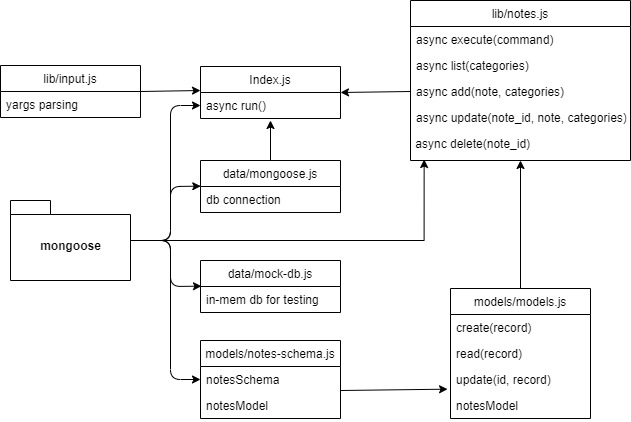 lib/notes.js
async execute(command)
async list(categories)
async add(note, categories)
async update(note_id, note, categories)
async delete(note_id)
lib/input.js
yargs parsing
Index.js
async run()
data/mongoose.js
db connection
mongoose
data/mock-db.js
in-mem db for testing
models/notes-schema.js
notesSchema
notesModel
models/models.js
create(record)
read(record)
update(id, record)
notesModel